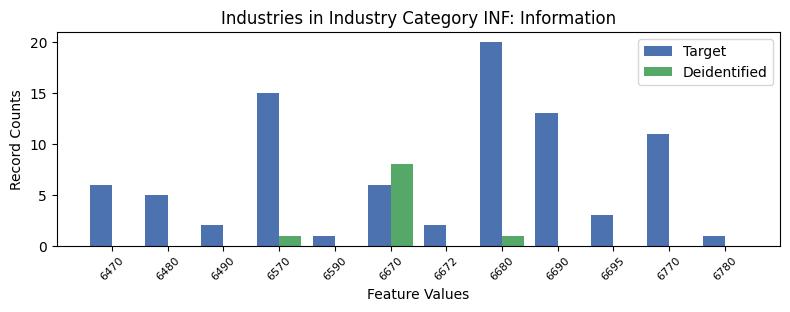 Industries in Industry Category INF: Information
Target
Deidentified
Record Counts
20
15
10
5
0
6470 6480 6490 6570 6590 6670 6672 6680 6690 6695 6770 6780
Feature Values